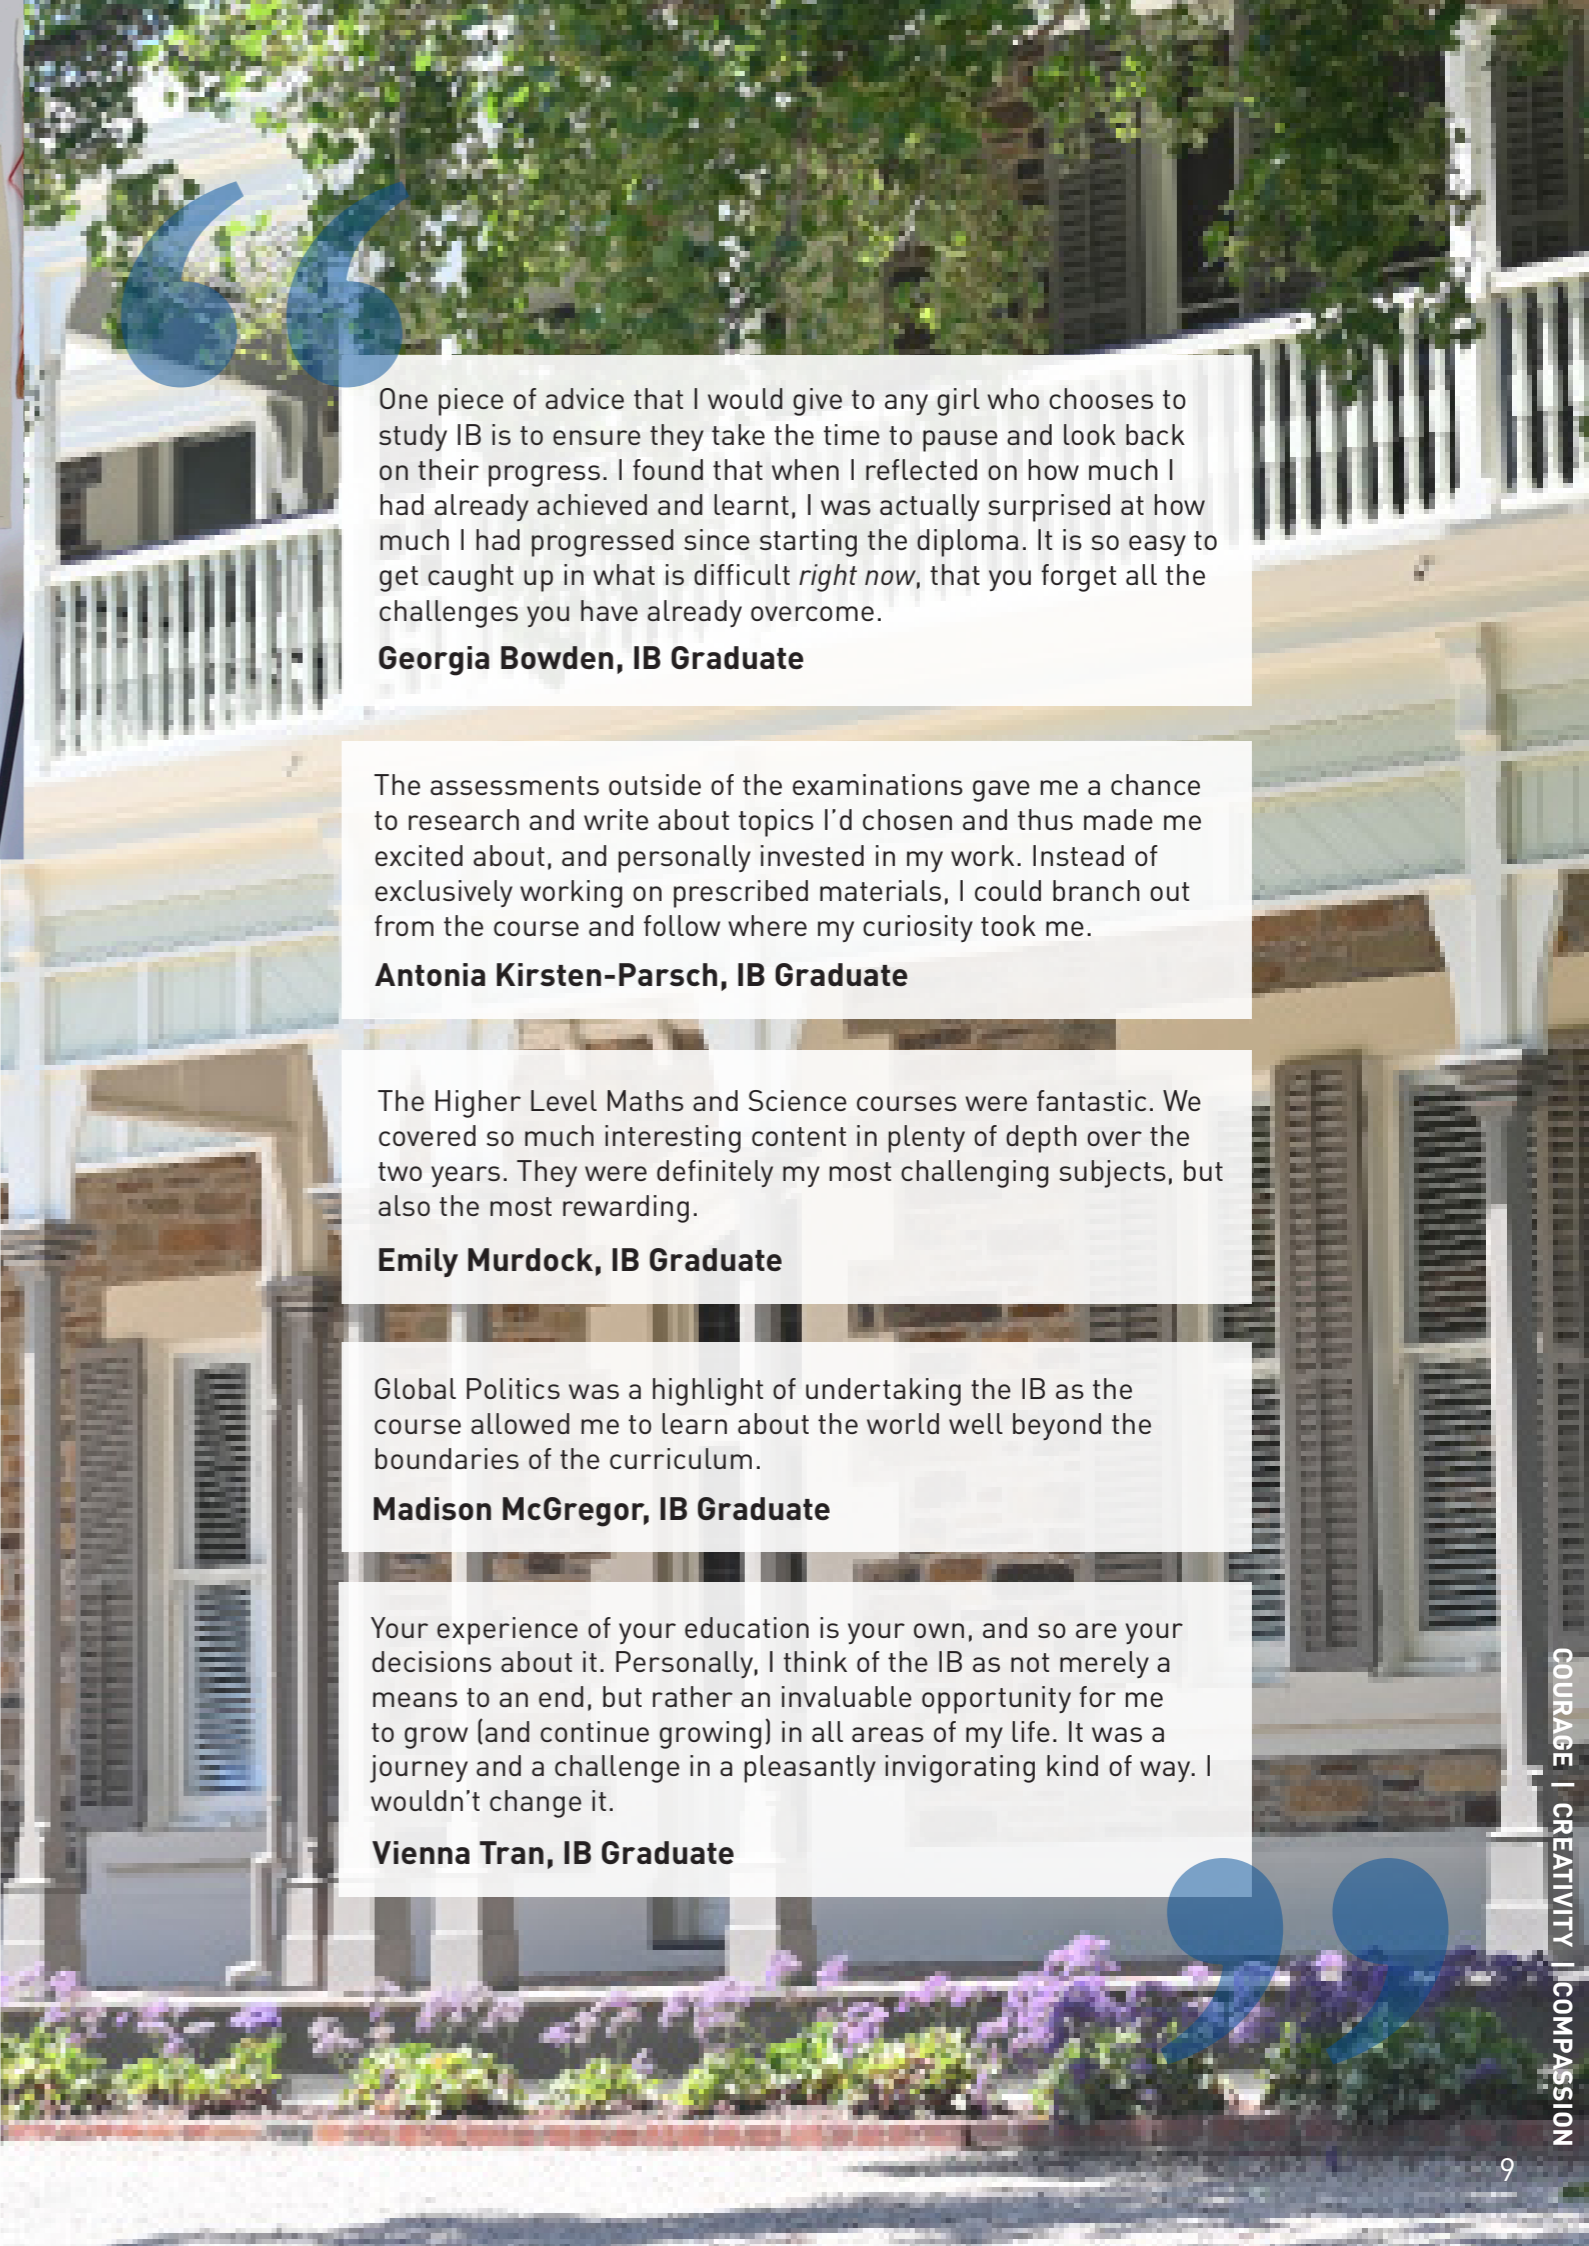 One piece of advice that I would give to any girl who chooses to
study IB is to ensure they take the time to pause and look back
on their progress. I found that when I reflected on how much I
had already achieved and learnt, I was actually surprised at how
much I had progressed since starting the diploma. It is so easy to
get caught up in what is difficult right now, that you forget all the
challenges you have already overcome.
Georgia Bowden, IB Graduate
The assessments outside of the examinations gave me a chance
to research and write about topics I’d chosen and thus made me
excited about, and personally invested in my work. Instead of
exclusively working on prescribed materials, I could branch out
from the course and follow where my curiosity took me.
Antonia Kirsten-Parsch, IB Graduate
The Higher Level Maths and Science courses were fantastic. We
covered so much interesting content in plenty of depth over the
two years. They were definitely my most challenging subjects, but
also the most rewarding.
Emily Murdock, IB Graduate
Global Politics was a highlight of undertaking the IB as the
course allowed me to learn about the world well beyond the
boundaries of the curriculum.
Madison McGregor, IB Graduate
Your experience of your education is your own, and so are your
decisions about it. Personally, I think of the IB as not merely a
means to an end, but rather an invaluable opportunity for me
to grow (and continue growing) in all areas of my life. It was a
journey and a challenge in a pleasantly invigorating kind of way. I
wouldn’t change it.
Vienna Tran, IB Graduate
COURAGE | CREATIVITY | COMPASSION
9